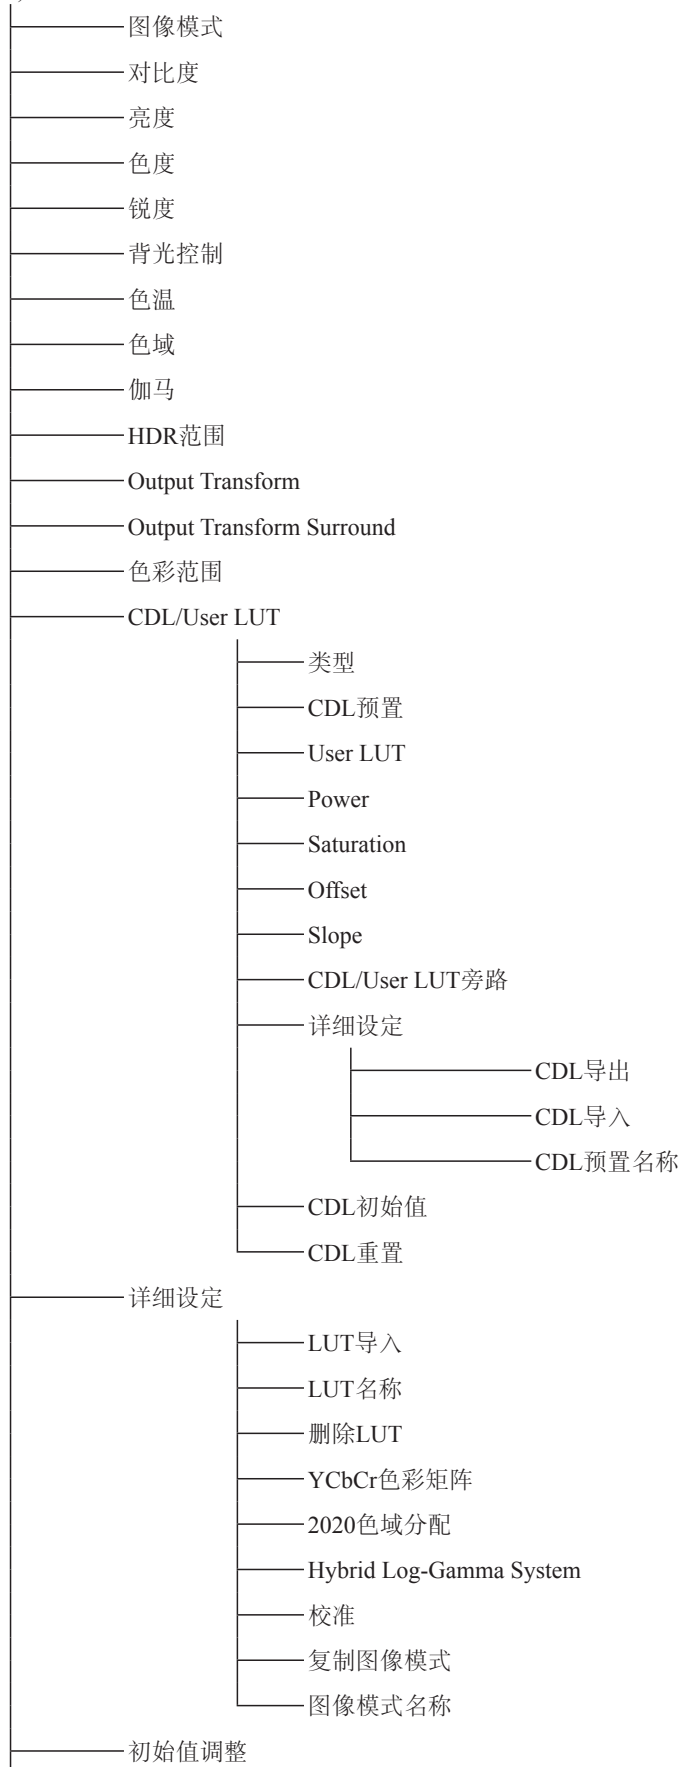 图像模式
对比度
亮度
色度
锐度
背光控制
色温
色域
伽马
HDR范围
Output Transform
Output Transform Surround
色彩范围
CDL/User LUT
类型
CDL预置
User LUT
Power
Saturation
Offset
Slope
CDL/User LUT旁路
详细设定
CDL导出
CDL导入
CDL预置名称
CDL初始值
CDL重置
详细设定
LUT导入
LUT名称
删除LUT
YCbCr色彩矩阵
2020色域分配
Hybrid Log-Gamma System
校准
复制图像模式
图像模式名称
初始值调整